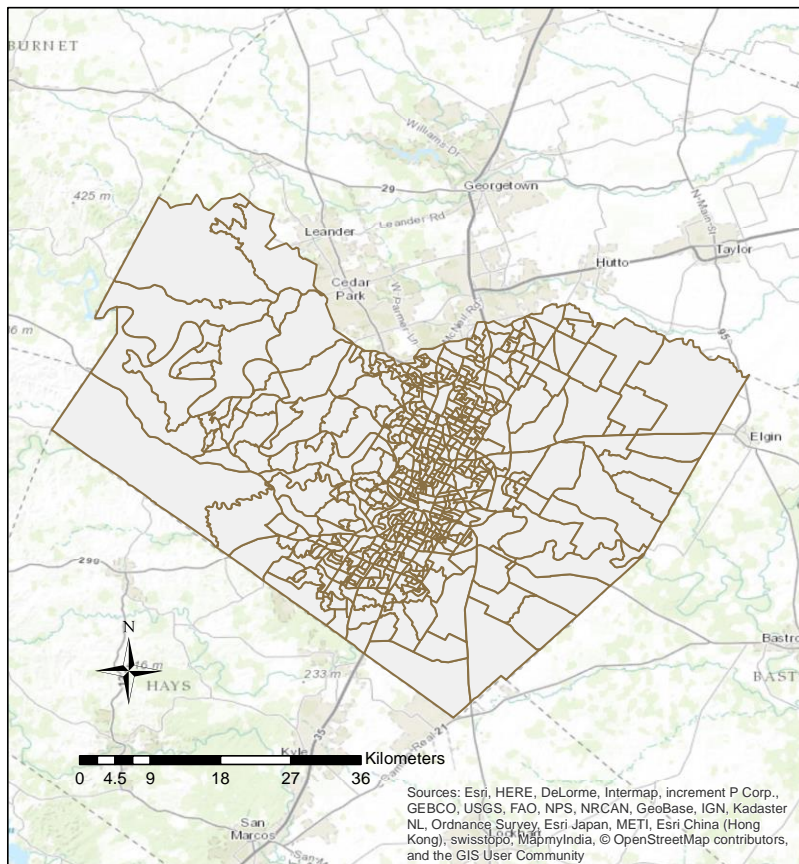 BURNET
Williams Dr
425 m
29
Georgetown
N-Main-St
Leander
Leander Rd
Taylor
Hutto
Cedar
Park
W Parmer Ln
McNeil Rd
95
Elgin
290
N
HAYS
233 m
Bastro
BAST
Kyle
35
21
Kilometers
0 4.5 9 18 27 36
San
Marcos
Sources: Esri, HERE, DeLorme, Intermap, increment P Corp.,
GEBCO, USGS, FAO, NPS, NRCAN, GeoBase, IGN, Kadaster
NL, Ordnance Survey, Esri Japan, METI, Esri China (Hong
Kong), swisstopo, MapmyIndia, © OpenStreetMap contributors,
and the GIS User Community